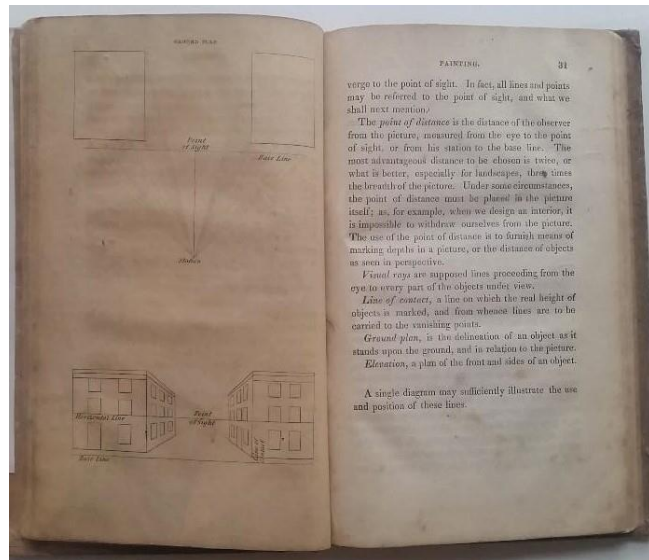 GROUND PLAN
Point
of sight
Base Line
Station
Horizontal Line
Point
of sight
Line of
Contact
Base Line
PAINTING. 31
verge to the point of sight. In fact, all lines and points
may be referred to the point of sight, and what we
shall next mention.
The point of distance is the distance of the observer
from the picture, measured from the eye to the point
of sight, or from his station to the base line. The
most advantageous distance to be chosen is twice, or
what is better, especially for landscapes, three times
the breadth of the picture. Under some circumstances,
the point of distance must be placed in the picture
itself; as, for example, when we design an interior, it
is impossible to withdraw ourselves from the picture.
The use of the point of distance is to furnish means of
marking depths in a picture, or the distance of objects
as seen in perspective.
Visual rays are supposed lines proceeding from the
eye to every part of the objects under view.
Line of contact, a line on which the real height of
objects is marked, and from whence lines are to be
carried to the vanishing points.
Ground plan, is the delineation of an object as it
stands upon the ground, and in relation to the picture.
Elevation, a plan of the front and sides of an object.
A single diagram may sufficiently illustrate the use
and position of these lines.